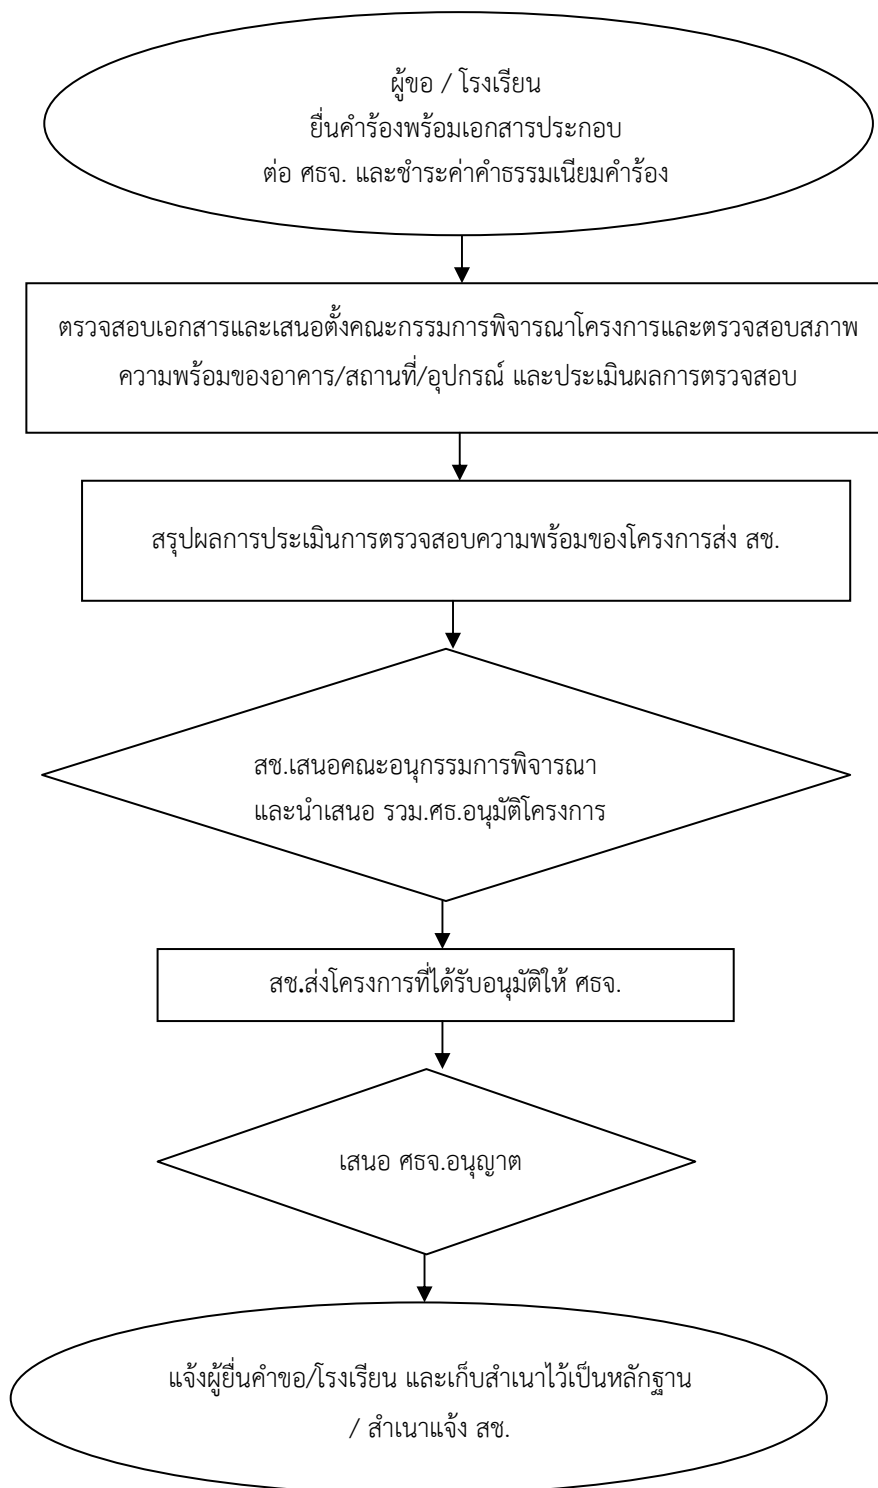 ผู้ขอ / โรงเรียน
ยื่นคำร้องพร้อมเอกสารประกอบ
ต่อ ศธจ. และชำระค่าคำธรรมเนียมคำร้อง
ตรวจสอบเอกสารและเสนอตั้งคณะกรรมการพิจารณาโครงการและตรวจสอบสภาพ
ความพร้อมของอาคาร/สถานที่/อุปกรณ์ และประเมินผลการตรวจสอบ
สรุปผลการประเมินการตรวจสอบความพร้อมของโครงการส่ง สช.
สช.เสนอคณะอนุกรรมการพิจารณา
และนำเสนอ รวม.ศธ.อนุมัติโครงการ
สช.ส่งโครงการที่ได้รับอนุมัติให้ ศธจ.
เสนอ ศธจ.อนุญาต
แจ้งผู้ยื่นคำขอ/โรงเรียน และเก็บสำเนาไว้เป็นหลักฐาน
/ สำเนาแจ้ง สช.